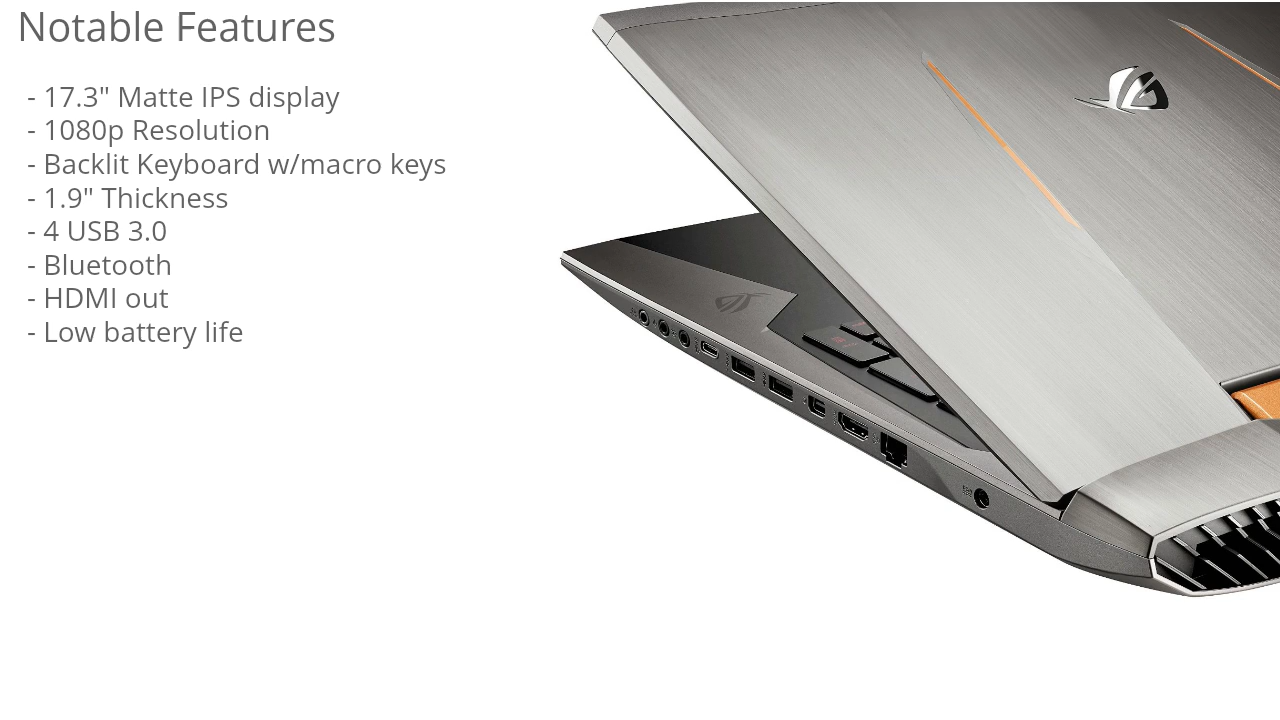 Notable Features
- 17.3" Matte IPS display
- 1080p Resolution
- Backlit Keyboard w/macro keys
- 1.9" Thickness
- 4 USB 3.0
- Bluetooth
- HDMI out
- Low battery life